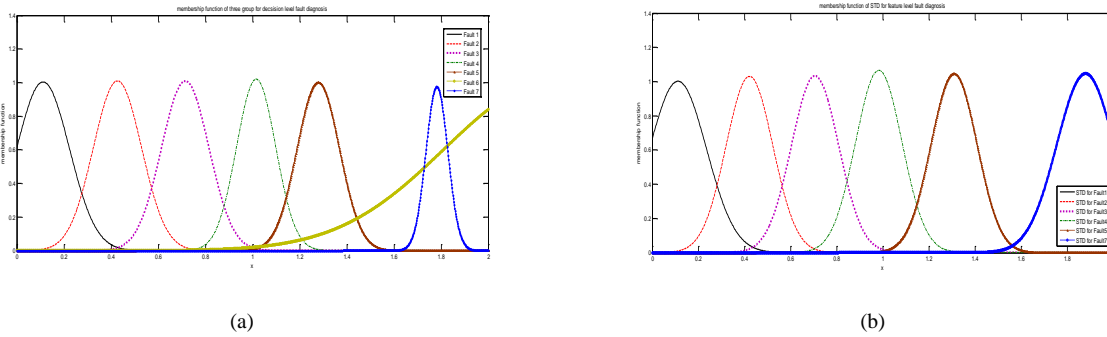 membership function of three group for decsision level fault diagnosis
1.4
1.2
1
0.8
0.6
0.4
0.2
0
membership function
0 0.2 0.4 0.6 0.8 1 1.2 1.4 1.6 1.8 2
x
Fault 1
Fault 2
Fault 3
Fault 4
Fault 5
Fault 6
Fault 7
(a)
membership function of STD for feature level fault diagnosis
1.4
1.2
1
0.8
0.6
0.4
0.2
0
membership function
0 0.2 0.4 0.6 0.8 1 1.2 1.4 1.6 1.8
x
STD for Fault1
STD for Fault2
STD for Fault3
STD for Fault4
STD for Fault5
STD for Fault7
(b)